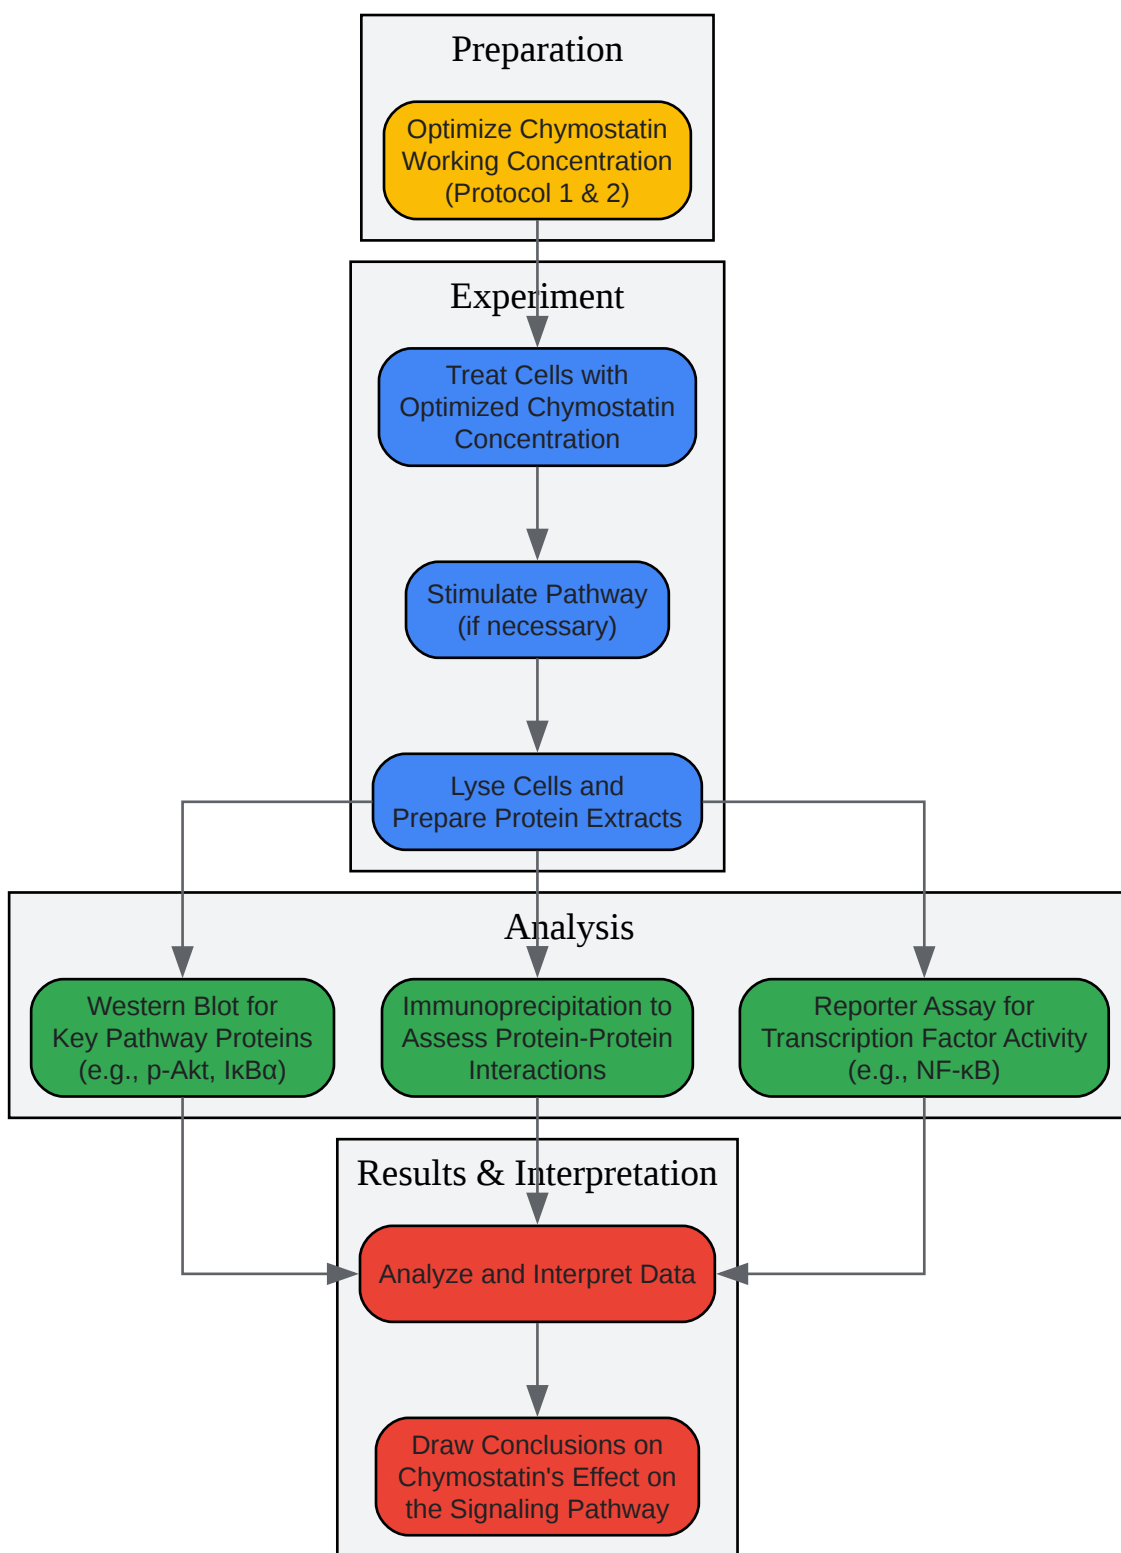 Preparation
Optimize Chymostatin
Working Concentration
(Protocol 1 & 2)
Experiment
Treat Cells with
Optimized Chymostatin
Concentration
Stimulate Pathway
(if necessary)
Lyse Cells and
Prepare Protein Extracts
Analysis
Western Blot for
Key Pathway Proteins
(e.g., p-Akt, IκBα)
Immunoprecipitation to
Assess Protein-Protein
Interactions
Reporter Assay for
Transcription Factor Activity
(e.g., NF-κB)
Results & Interpretation
Analyze and Interpret Data
Draw Conclusions on
Chymostatin's Effect on
the Signaling Pathway